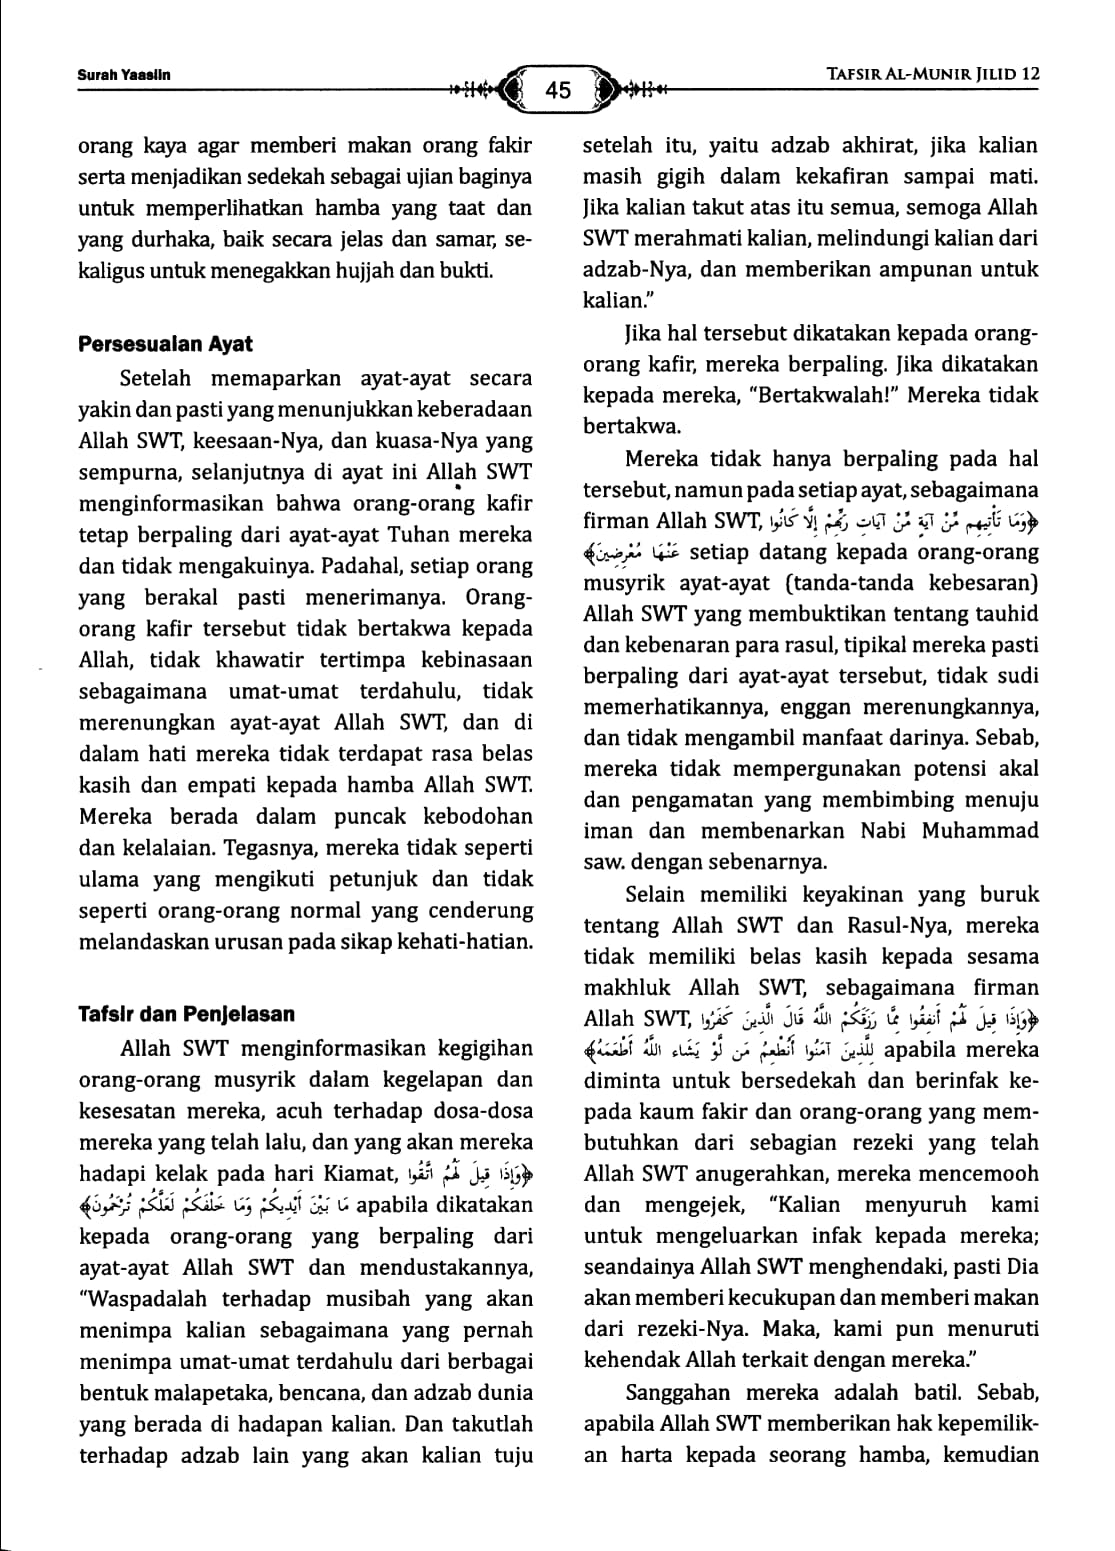 Surah Yaasiin
45
TAFSIR AL-MUNIR JILID 12
orang kaya agar memberi makan orang fakir
serta menjadikan sedekah sebagai ujian baginya
untuk memperlihatkan hamba yang taat dan
yang durhaka, baik secara jelas dan samar, se-
kaligus untuk menegakkan hujjah dan bukti.
Persesuaian Ayat
Setelah memaparkan ayat-ayat secara
yakin dan pasti yang menunjukkan keberadaan
Allah SWT, keesaan-Nya, dan kuasa-Nya yang
sempurna, selanjutnya di ayat ini Allah SWT
menginformasikan bahwa orang-orang kafir
tetap berpaling dari ayat-ayat Tuhan mereka
dan tidak mengakuinya. Padahal, setiap orang
yang berakal pasti menerimanya. Orang-
orang kafir tersebut tidak bertakwa kepada
Allah, tidak khawatir tertimpa kebinasaan
sebagaimana umat-umat terdahulu, tidak
merenungkan ayat-ayat Allah SWT, dan di
dalam hati mereka tidak terdapat rasa belas
kasih dan empati kepada hamba Allah SWT.
Mereka berada dalam puncak kebodohan
dan kelalaian. Tegasnya, mereka tidak seperti
ulama yang mengikuti petunjuk dan tidak
seperti orang-orang normal yang cenderung
melandaskan urusan pada sikap kehati-hatian.
Tafsir dan Penjelasan
Allah SWT menginformasikan kegigihan
orang-orang musyrik dalam kegelapan dan
kesesatan mereka, acuh terhadap dosa-dosa
mereka yang telah lalu, dan yang akan mereka
hadapi kelak pada hari Kiamat, ﴿وَإِذَا قِيلَ لَهُمُ اتَّقُوا
مَا بَيْنَ أَيْدِيكُمْ وَمَا خَلْفَكُمْ لَعَلَّكُمْ تُرْحَمُونَ﴾ apabila dikatakan
kepada orang-orang yang berpaling dari
ayat-ayat Allah SWT dan mendustakannya,
“Waspadalah terhadap musibah yang akan
menimpa kalian sebagaimana yang pernah
menimpa umat-umat terdahulu dari berbagai
bentuk malapetaka, bencana, dan adzab dunia
yang berada di hadapan kalian. Dan takutlah
terhadap adzab lain yang akan kalian tuju
setelah itu, yaitu adzab akhirat, jika kalian
masih gigih dalam kekafiran sampai mati.
Jika kalian takut atas itu semua, semoga Allah
SWT merahmati kalian, melindungi kalian dari
adzab-Nya, dan memberikan ampunan untuk
kalian.”
Jika hal tersebut dikatakan kepada orang-
orang kafir, mereka berpaling. Jika dikatakan
kepada mereka, “Bertakwalah!” Mereka tidak
bertakwa.
Mereka tidak hanya berpaling pada hal
tersebut, namun pada setiap ayat, sebagaimana
firman Allah SWT, ﴿وَمَا تَأْتِيهِم مِّنْ آيَةٍ مِّنْ آيَاتِ رَبِّهِمْ إِلَّا كَانُوا
عَنْهَا مُعْرِضِينَ﴾ setiap datang kepada orang-orang
musyrik ayat-ayat (tanda-tanda kebesaran)
Allah SWT yang membuktikan tentang tauhid
dan kebenaran para rasul, tipikal mereka pasti
berpaling dari ayat-ayat tersebut, tidak sudi
memerhatikannya, enggan merenungkannya,
dan tidak mengambil manfaat darinya. Sebab,
mereka tidak mempergunakan potensi akal
dan pengamatan yang membimbing menuju
iman dan membenarkan Nabi Muhammad
saw. dengan sebenarnya.
Selain memiliki keyakinan yang buruk
tentang Allah SWT dan Rasul-Nya, mereka
tidak memiliki belas kasih kepada sesama
makhluk Allah SWT, sebagaimana firman
Allah SWT, ﴿وَإِذَا قِيلَ لَهُمْ أَنفِقُوا مِمَّا رَزَقَكُمُ اللَّهُ قَالَ الَّذِينَ كَفَرُوا
لِلَّذِينَ آمَنُوا أَنُطْعِمُ مَن لَّوْ يَشَاءُ اللَّهُ أَطْعَمَهُ﴾ apabila mereka
diminta untuk bersedekah dan berinfak ke-
pada kaum fakir dan orang-orang yang mem-
butuhkan dari sebagian rezeki yang telah
Allah SWT anugerahkan, mereka mencemooh
dan mengejek, “Kalian menyuruh kami
untuk mengeluarkan infak kepada mereka;
seandainya Allah SWT menghendaki, pasti Dia
akan memberi kecukupan dan memberi makan
dari rezeki-Nya. Maka, kami pun menuruti
kehendak Allah terkait dengan mereka.”
Sanggahan mereka adalah batil. Sebab,
apabila Allah SWT memberikan hak kepemilik-
an harta kepada seorang hamba, kemudian